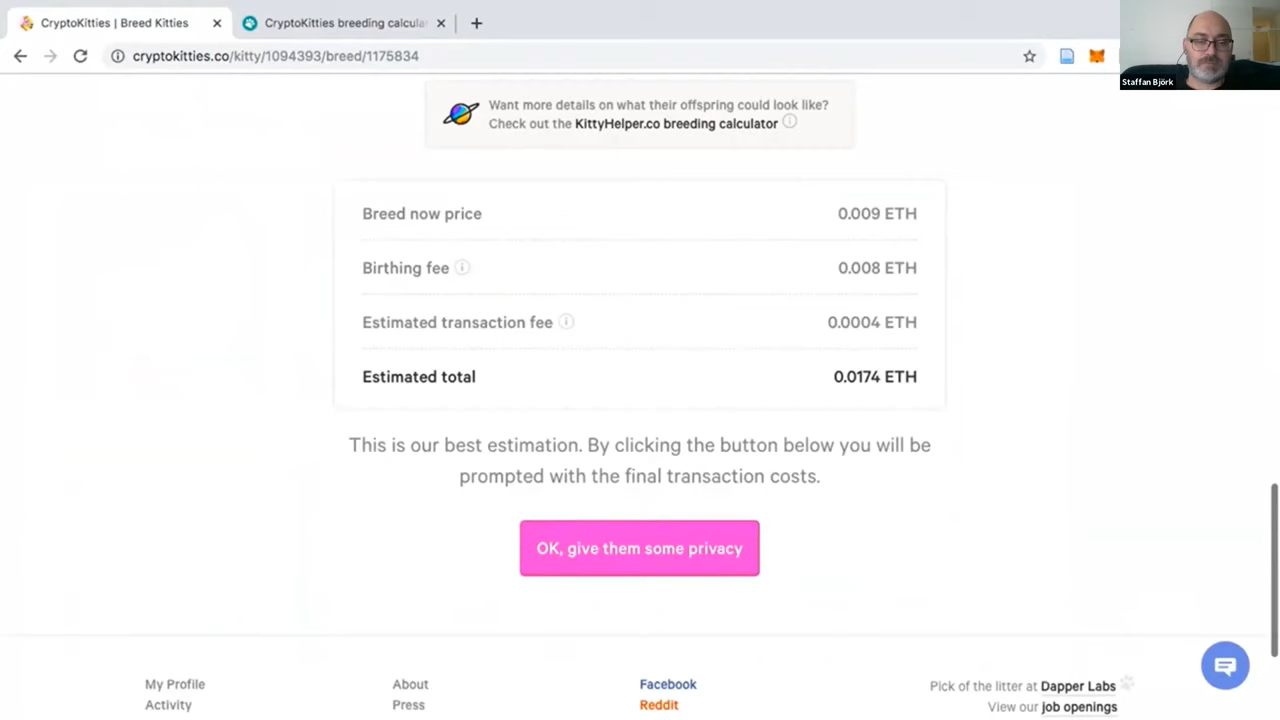 CryptoKitties | Breed Kitties
CryptoKitties breeding calcula
cryptokitties.co/kitty/1094393/breed/1175834
Staffan Björk
Want more details on what their offspring could look like?
Check out the KittyHelper.co breeding calculator
Breed now price 0.009 ETH
Birthing fee 0.008 ETH
Estimated transaction fee 0.0004 ETH
Estimated total 0.0174 ETH
This is our best estimation. By clicking the button below you will be
prompted with the final transaction costs.
OK, give them some privacy
My Profile About Facebook Pick of the litter at Dapper Labs
Activity Press Reddit View our job openings